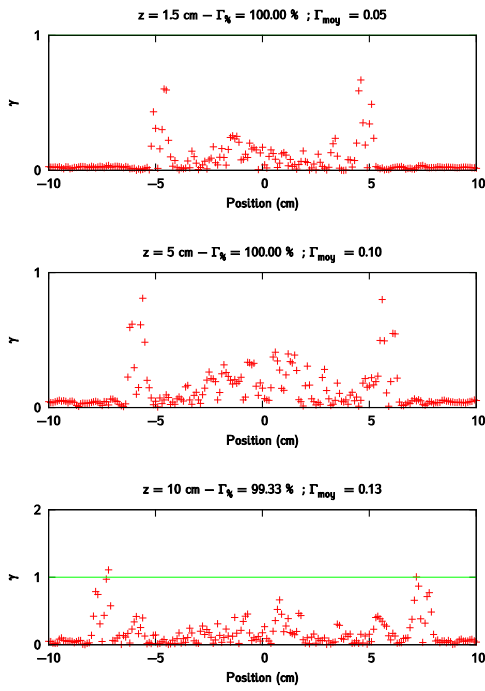 z = 1.5 cm − Γ% = 100.00 % ; Γmoy = 0.05
1
γ
0
−10 −5 0 5 10
Position (cm)
z = 5 cm − Γ% = 100.00 % ; Γmoy = 0.10
1
γ
0
−10 −5 0 5 10
Position (cm)
z = 10 cm − Γ% = 99.33 % ; Γmoy = 0.13
2
1
γ
0
−10 −5 0 5 10
Position (cm)